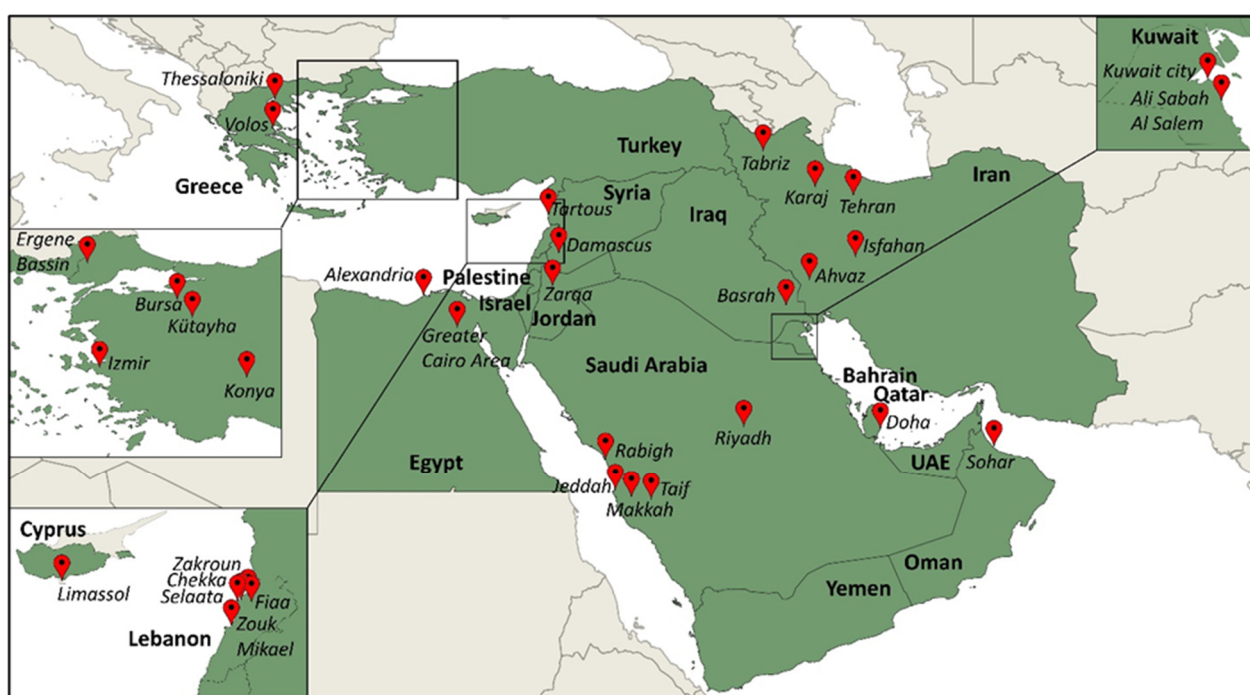 Kuwait
Kuwait city
Ali Sabah
Al Salem
Thessaloniki
Volos
Greece
Turkey
Tabriz
Karaj
Tehran
Iran
Tartous
Syria
Iraq
Damascus
Isfahan
Ahvaz
Basrah
Ergene
Bassin
Bursa
Kütayha
Izmir
Konya
Alexandria
Palestine
Israel
Zarqa
Jordan
Greater
Cairo Area
Saudi Arabia
Bahrain
Qatar
Doha
Riyadh
Rabigh
Jeddah
Makkah
Taif
Egypt
UAE
Sohar
Oman
Yemen
Cyprus
Limassol
Zakroun
Chekka
Selaata
Fiaa
Zouk
Mikael
Lebanon